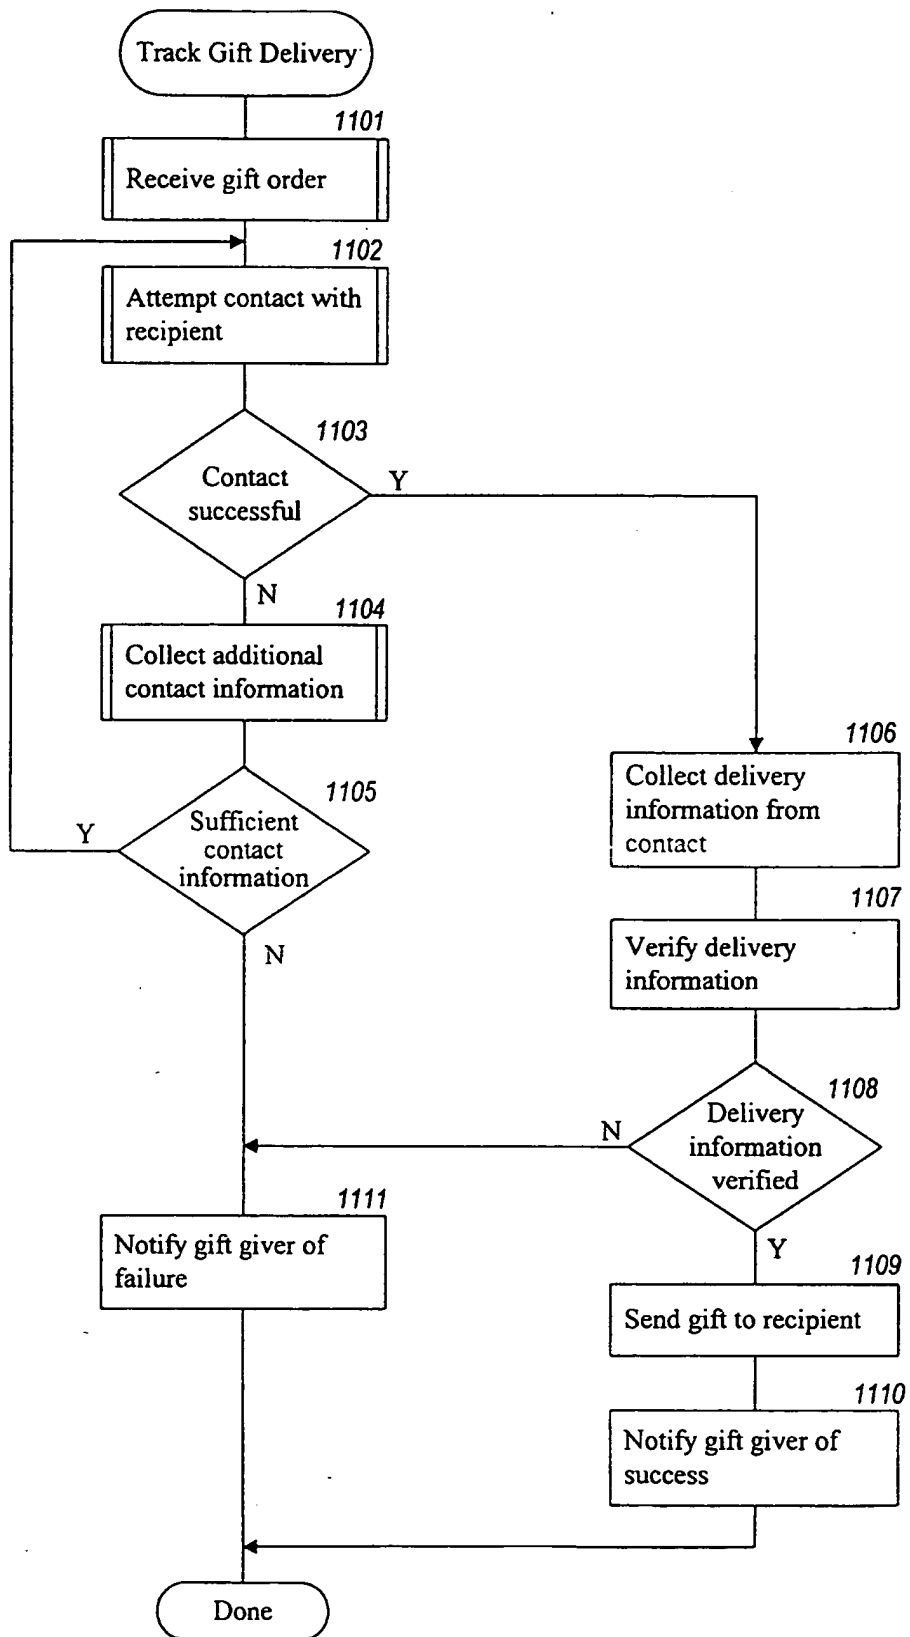 Track Gift Delivery
1101
Receive gift order
1102
Attempt contact with
recipient
1103
Contact
successful
Y
N
1104
Collect additional
contact information
1105
Sufficient
contact
information
Y
N
1106
Collect delivery
information from
contact
1107
Verify delivery
information
1108
Delivery
information
verified
N
Y
1111
Notify gift giver of
failure
1109
Send gift to recipient
1110
Notify gift giver of
success
Done